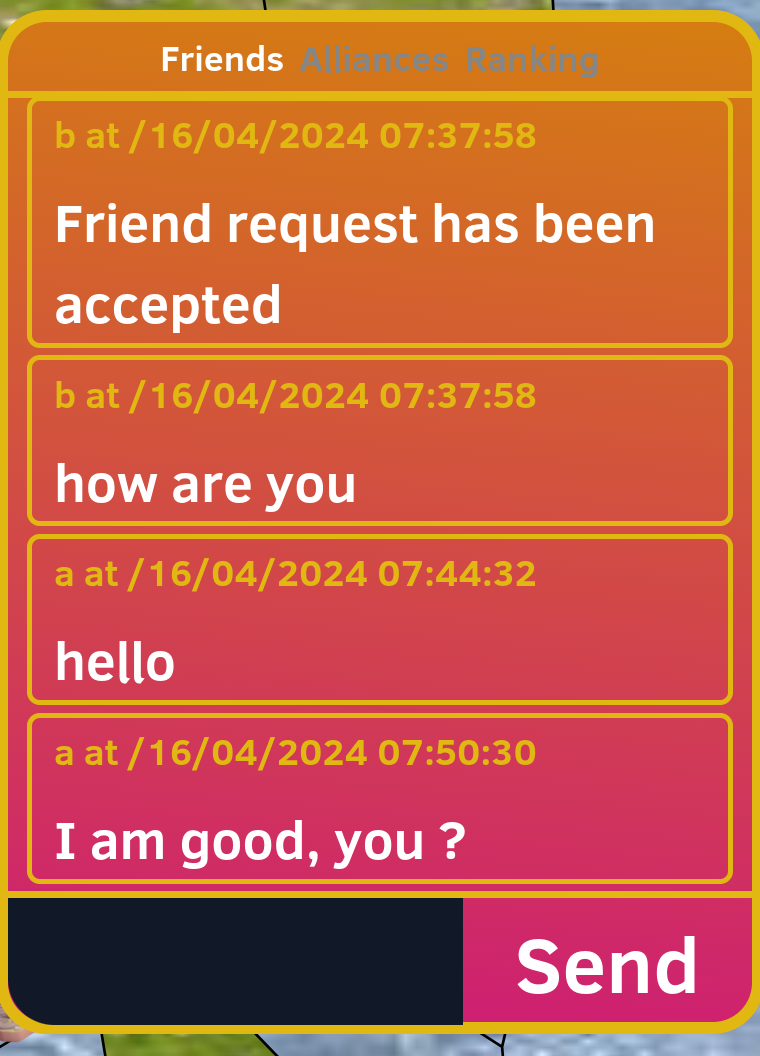 Friends Alliances Ranking
b at /16/04/2024 07:37:58
Friend request has been
accepted
b at /16/04/2024 07:37:58
how are you
a at /16/04/2024 07:44:32
hello
a at /16/04/2024 07:50:30
I am good, you ?
Send